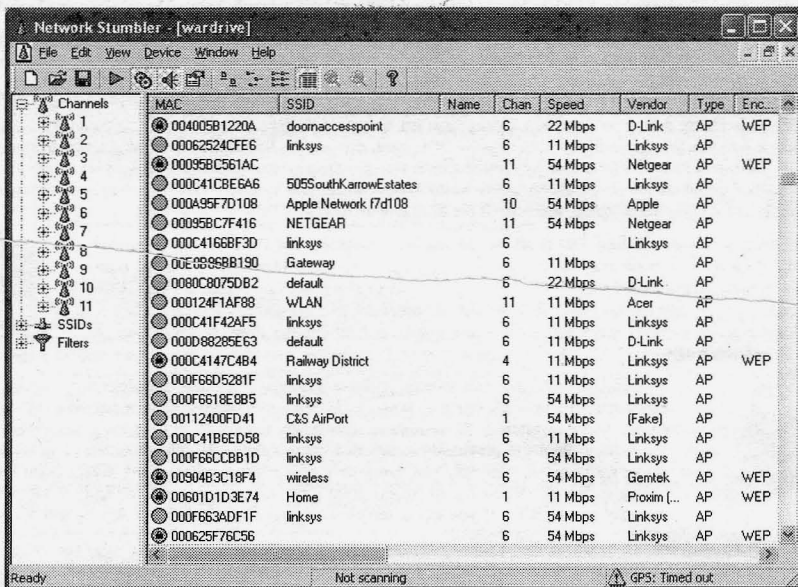 Network Stumbler - [wardrive]
File Edit View Device Window Help
Channels
1
2
3
4
5
6
7
8
9
10
11
SSIDs
Filters
MAC SSID Name Chan Speed Vendor Type Enc...
004005B1220A doornaccesspoint 6 22 Mbps D-Link AP WEP
00062524CFE6 linksys 6 11 Mbps Linksys AP
00095BC561AC 11 54 Mbps Netgear AP WEP
000C41C8E6A6 505SouthKarrowEstates 6 11 Mbps Linksys AP
000A95F7D108 Apple Network f7d108 10 54 Mbps Apple AP
00095BC7F416 NETGEAR 11 54 Mbps Netgear AP
000C4166BF3D linksys 6 Linksys AP
Gateway 6 11 Mbps AP
0080C8075DB2 default 6 22 Mbps D-Link AP
000124F1AF88 WLAN 11 11 Mbps Acer AP
000C41F42AF5 linksys 6 11 Mbps Linksys AP
000D88285E63 default 6 11 Mbps D-Link AP
000C4147C4B4 Railway District 4 11 Mbps Linksys AP WEP
000F66D5281F linksys 6 11 Mbps Linksys AP
000F6618E8B5 linksys 6 54 Mbps Linksys AP
00112400FD41 C&S AirPort 1 54 Mbps (Fake) AP
000C41B6ED58 linksys 6 11 Mbps Linksys AP
000F66CD8B1D linksys 6 54 Mbps Linksys AP
00904B3C18F4 wireless 6 54 Mbps Gemtek AP WEP
00601D1D3E74 Home 1 11 Mbps Proxim (... AP WEP
000F663ADF1F linksys 6 54 Mbps Linksys AP
000625F76C56 6 54 Mbps Linksys AP WEP
Ready Not scanning GPS: Timed out